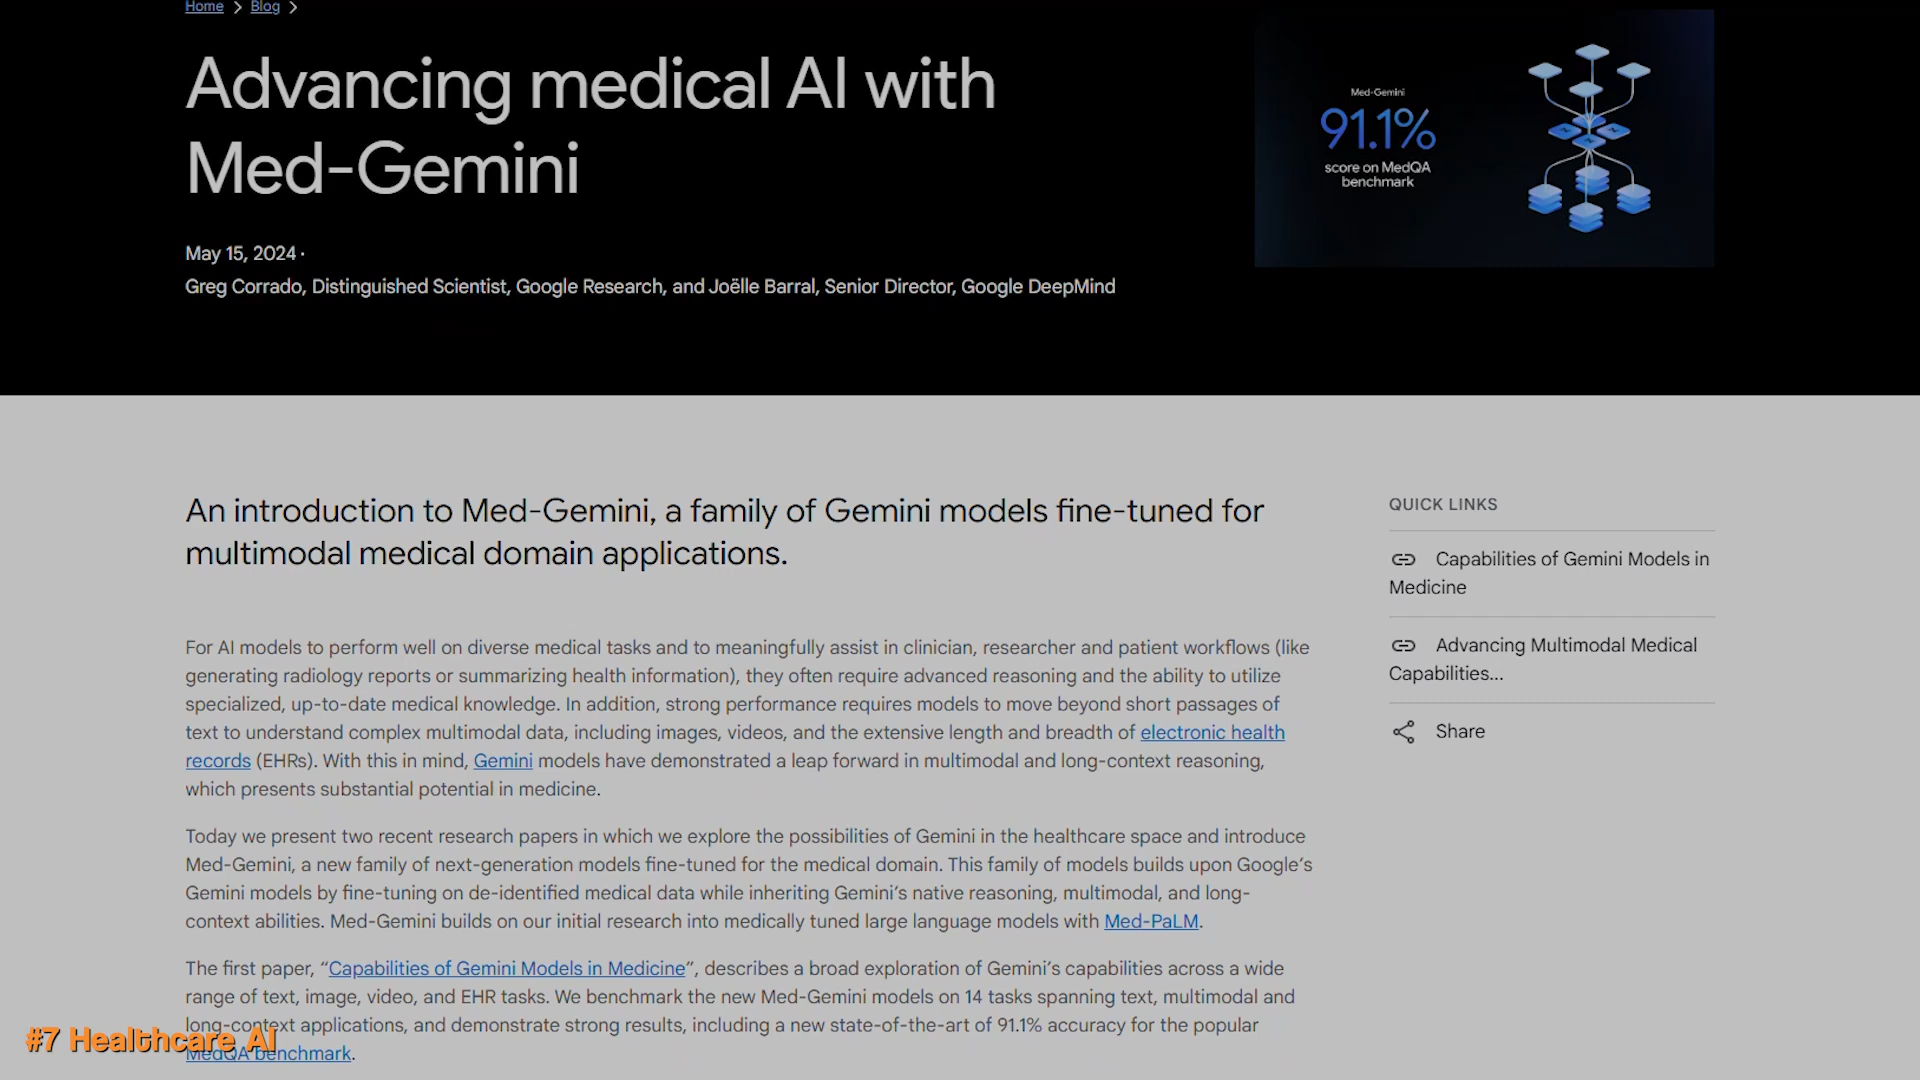 Home > Blog >
Advancing medical AI with
Med-Gemini
May 15, 2024 ·
Greg Corrado, Distinguished Scientist, Google Research, and Joëlle Barral, Senior Director, Google DeepMind
Med-Gemini
91.1%
score on MedQA
benchmark
An introduction to Med-Gemini, a family of Gemini models fine-tuned for
multimodal medical domain applications.
For AI models to perform well on diverse medical tasks and to meaningfully assist in clinician, researcher and patient workflows (like
generating radiology reports or summarizing health information), they often require advanced reasoning and the ability to utilize
specialized, up-to-date medical knowledge. In addition, strong performance requires models to move beyond short passages of
text to understand complex multimodal data, including images, videos, and the extensive length and breadth of electronic health
records (EHRs). With this in mind, Gemini models have demonstrated a leap forward in multimodal and long-context reasoning,
which presents substantial potential in medicine.
Today we present two recent research papers in which we explore the possibilities of Gemini in the healthcare space and introduce
Med-Gemini, a new family of next-generation models fine-tuned for the medical domain. This family of models builds upon Google's
Gemini models by fine-tuning on de-identified medical data while inheriting Gemini's native reasoning, multimodal, and long-
context abilities. Med-Gemini builds on our initial research into medically tuned large language models with Med-PaLM.
The first paper, "Capabilities of Gemini Models in Medicine", describes a broad exploration of Gemini's capabilities across a wide
range of text, image, video, and EHR tasks. We benchmark the new Med-Gemini models on 14 tasks spanning text, multimodal and
long-context applications, and demonstrate strong results, including a new state-of-the-art of 91.1% accuracy for the popular
MedQA benchmark.
QUICK LINKS
Capabilities of Gemini Models in
Medicine
Advancing Multimodal Medical
Capabilities...
Share
#7 Healthcare AI